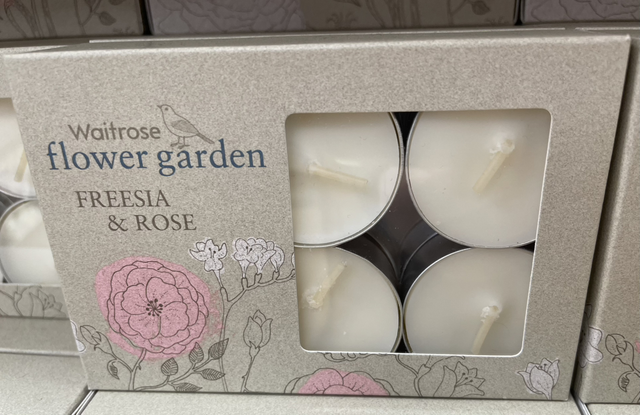 Waitrose
flower garden
FREESIA
& ROSE